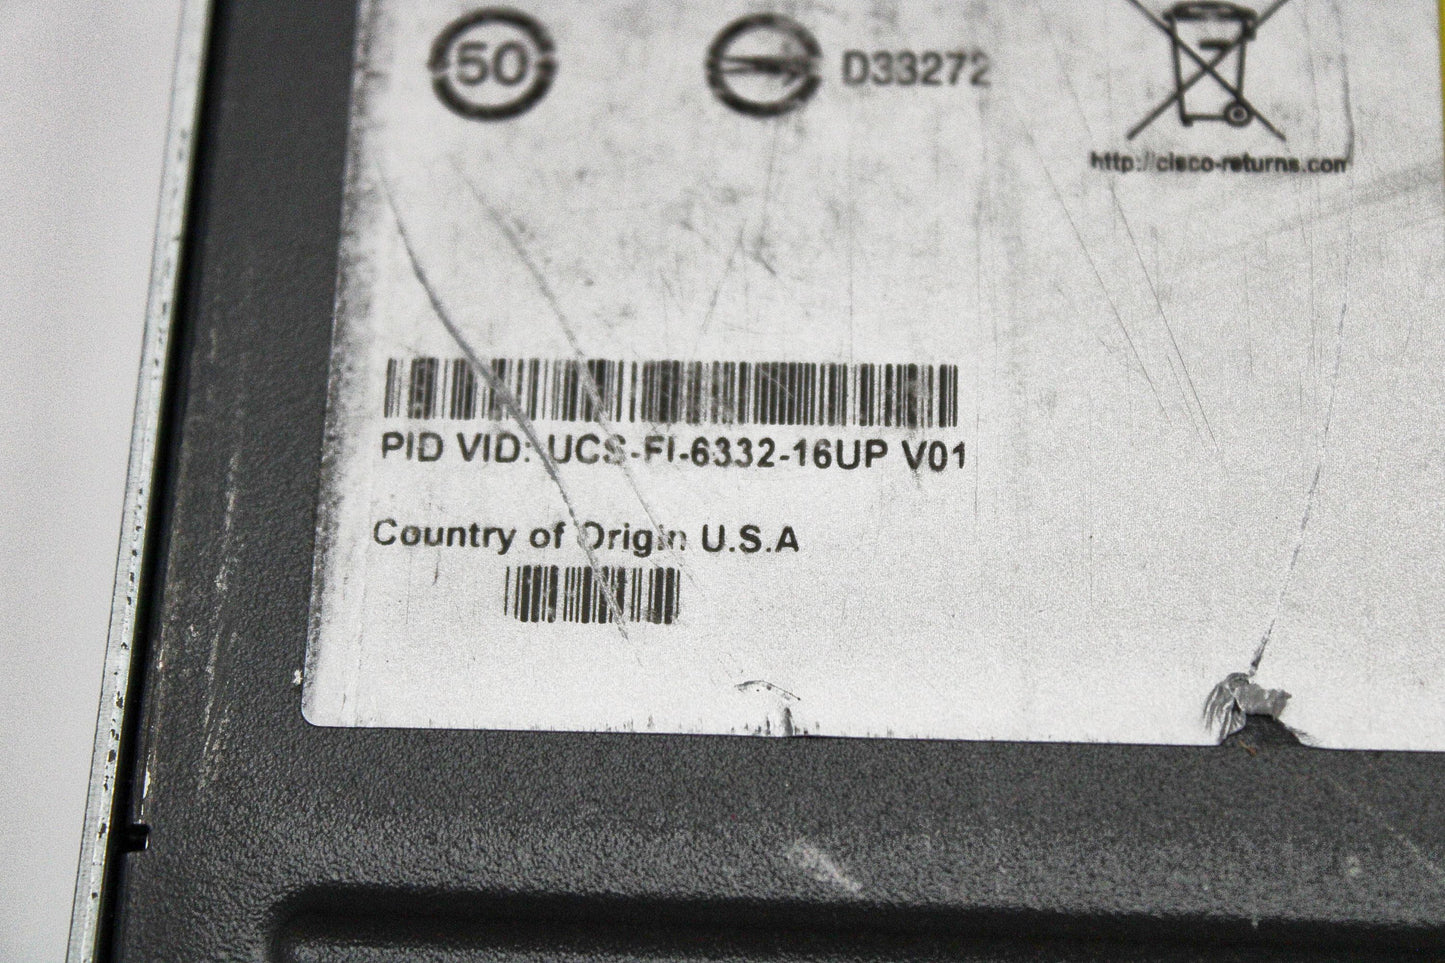 50
D33272
http://cisco-returns.com
PID VID: UCS-FI-6332-16UP V01
Country of Origin U.S.A